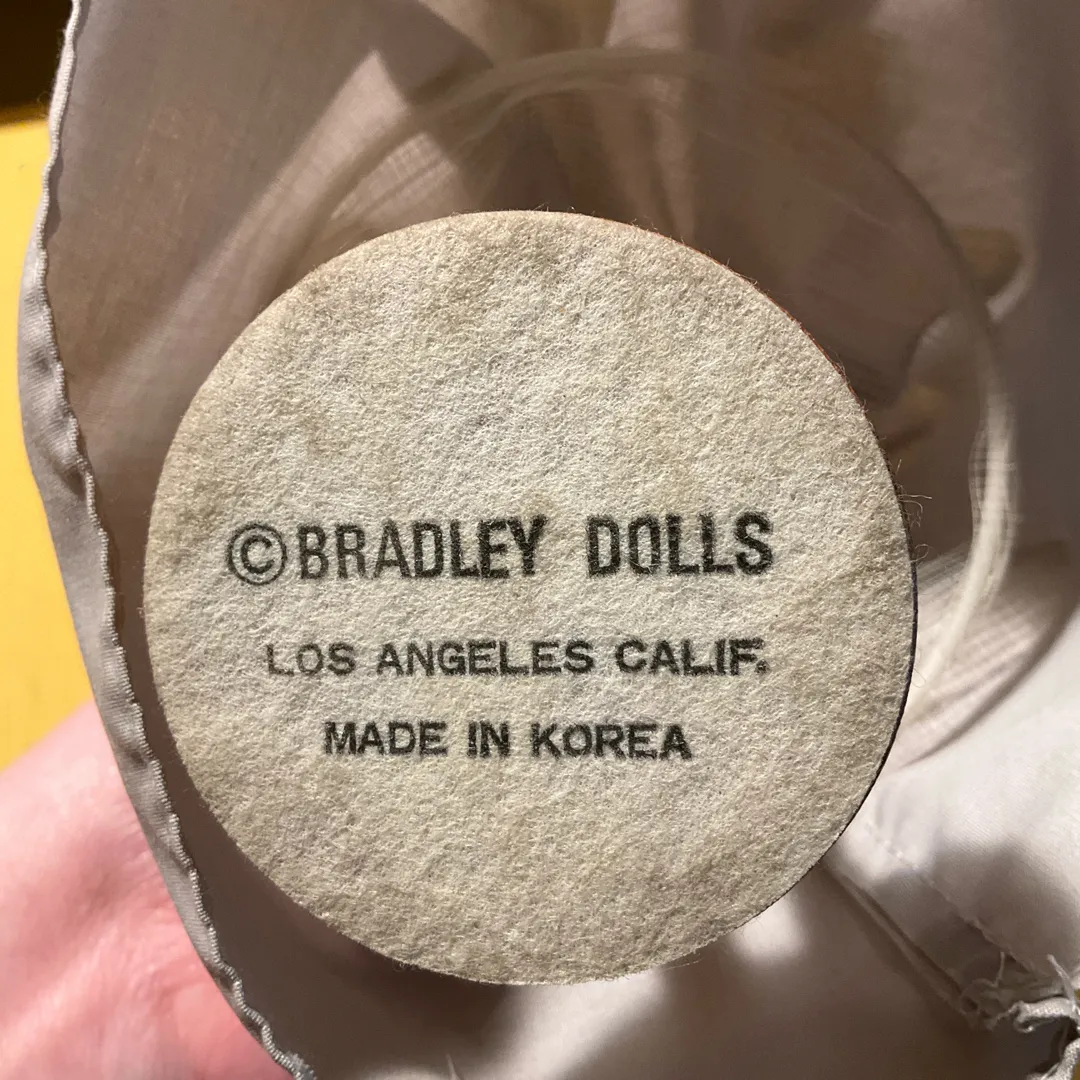 ©BRADLEY DOLLS
LOS ANGELES CALIF.
MADE IN KOREA